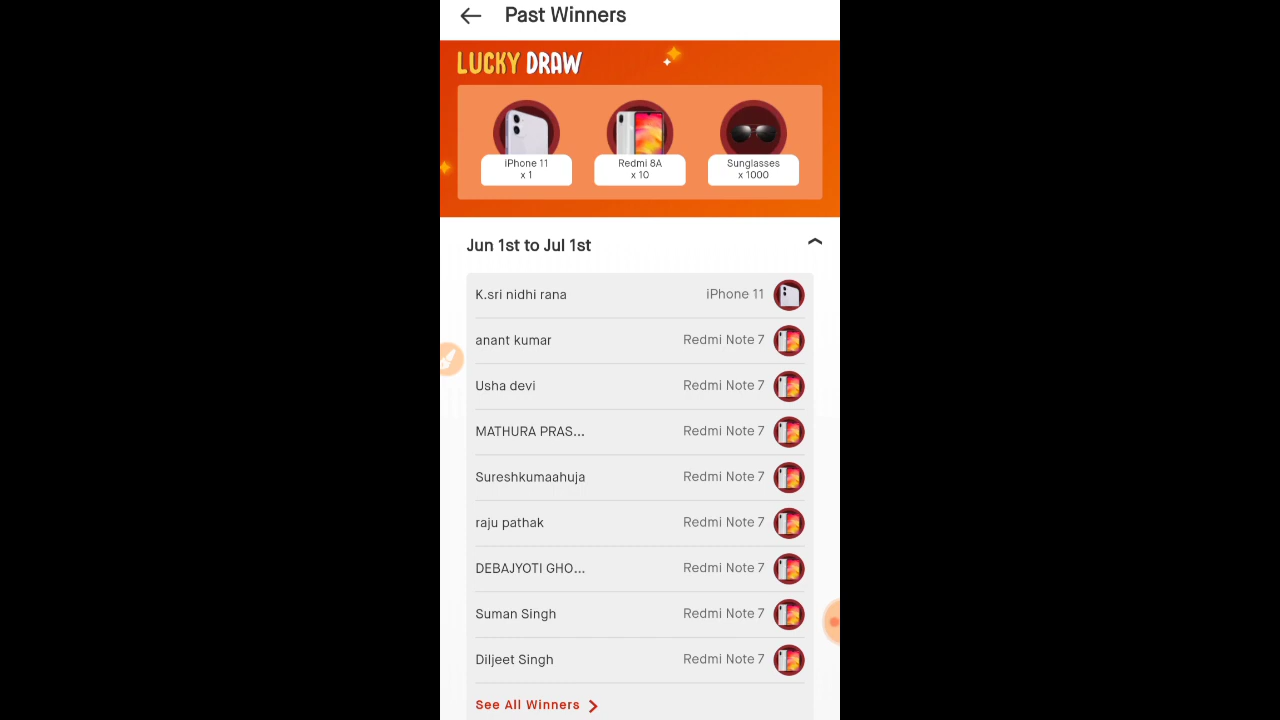 Past Winners
LUCKY DRAW
iPhone 11
x 1
Redmi 8A
x 10
Sunglasses
x 1000
Jun 1st to Jul 1st
K.sri nidhi rana iPhone 11
anant kumar Redmi Note 7
Usha devi Redmi Note 7
MATHURA PRAS... Redmi Note 7
Sureshkumaahuja Redmi Note 7
raju pathak Redmi Note 7
DEBAJYOTI GHO... Redmi Note 7
Suman Singh Redmi Note 7
Diljeet Singh Redmi Note 7
See All Winners